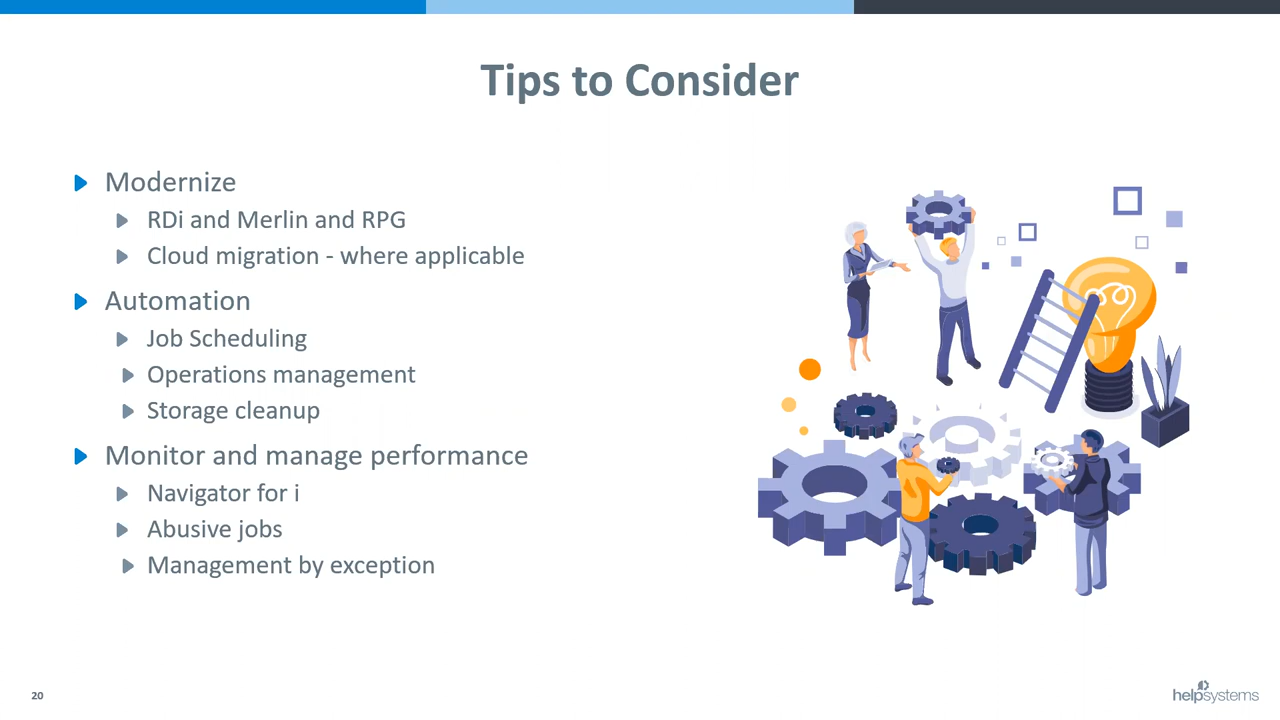 Tips to Consider
Modernize
RDi and Merlin and RPG
Cloud migration - where applicable
Automation
Job Scheduling
Operations management
Storage cleanup
Monitor and manage performance
Navigator for i
Abusive jobs
Management by exception
20
helpsystems